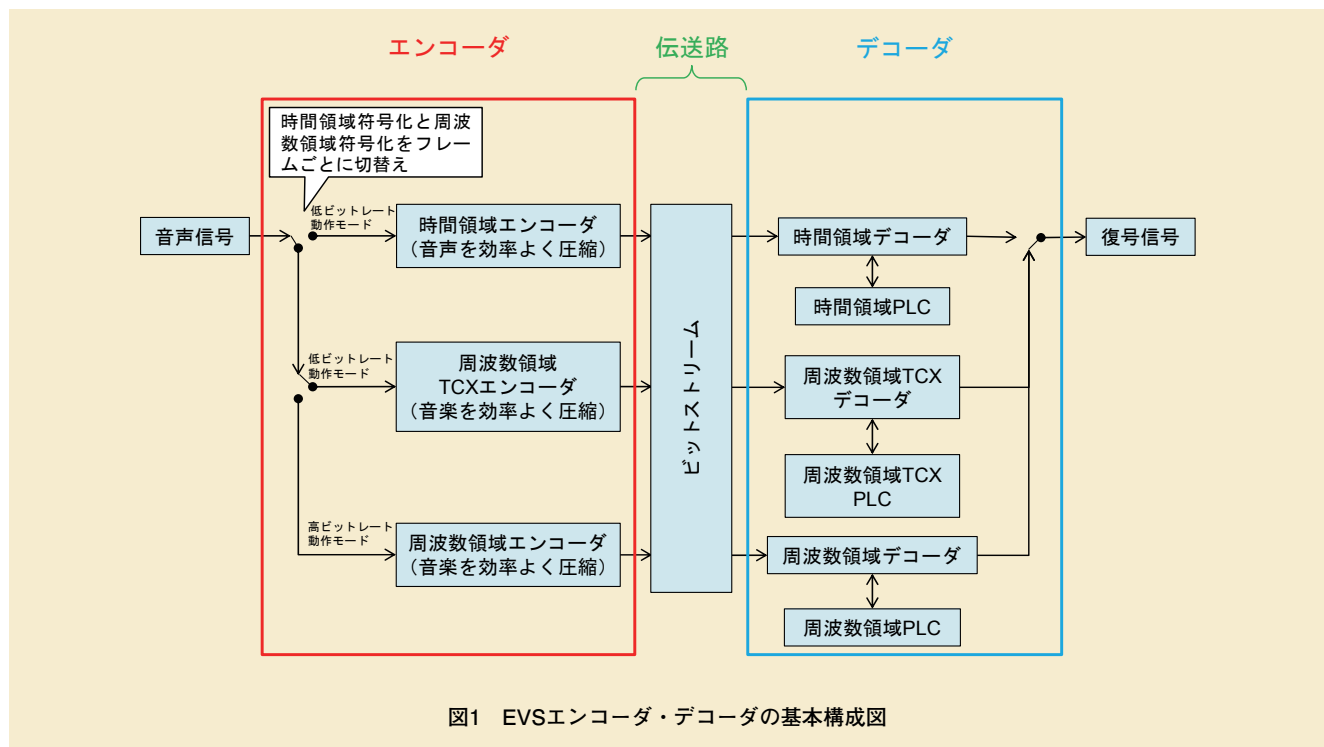 エンコーダ
伝送路
デコーダ
時間領域符号化と周波
数領域符号化をフレー
ムごとに切替え
音声信号
低ビットレート
動作モード
時間領域エンコーダ
（音声を効率よく圧縮）
低ビットレート
動作モード
周波数領域
TCXエンコーダ
（音楽を効率よく圧縮）
高ビットレート
動作モード
周波数領域エンコーダ
（音楽を効率よく圧縮）
ビットストリーム
時間領域デコーダ
時間領域PLC
周波数領域TCX
デコーダ
周波数領域TCX
PLC
周波数領域デコーダ
周波数領域PLC
復号信号
図1 EVSエンコーダ・デコーダの基本構成図